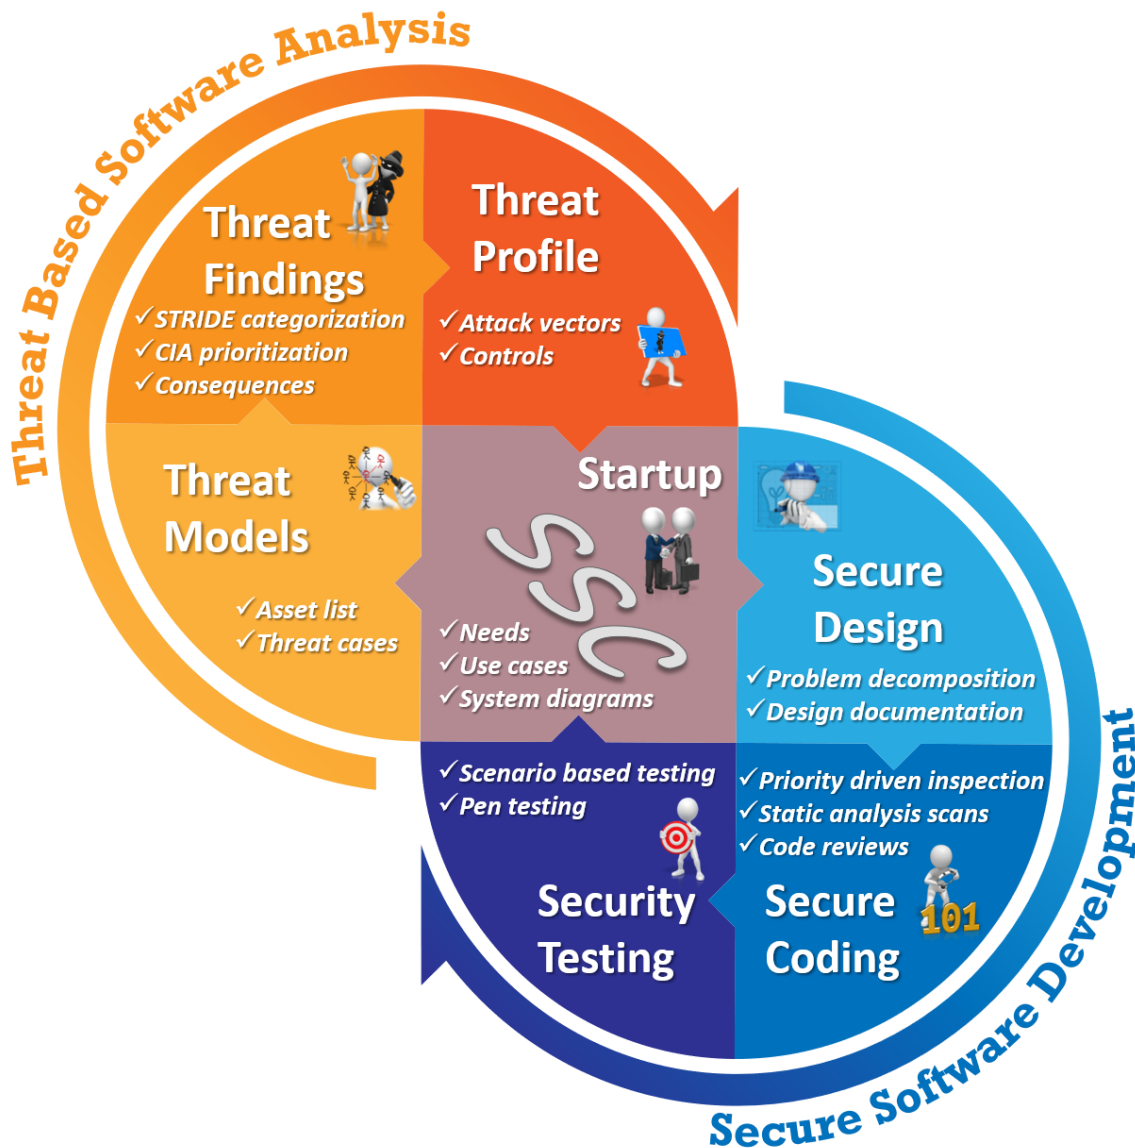 Threat Based Software Analysis
Threat
Findings
✓STRIDE categorization
✓CIA prioritization
✓Consequences
Threat
Profile
✓Attack vectors
✓Controls
Threat
Models
✓Asset list
✓Threat cases
Startup
SSC
✓Needs
✓Use cases
✓System diagrams
Secure
Design
✓Problem decomposition
✓Design documentation
✓Scenario based testing
✓Pen testing
Security
Testing
✓Priority driven inspection
✓Static analysis scans
✓Code reviews
101
Secure
Coding
Secure Software Development